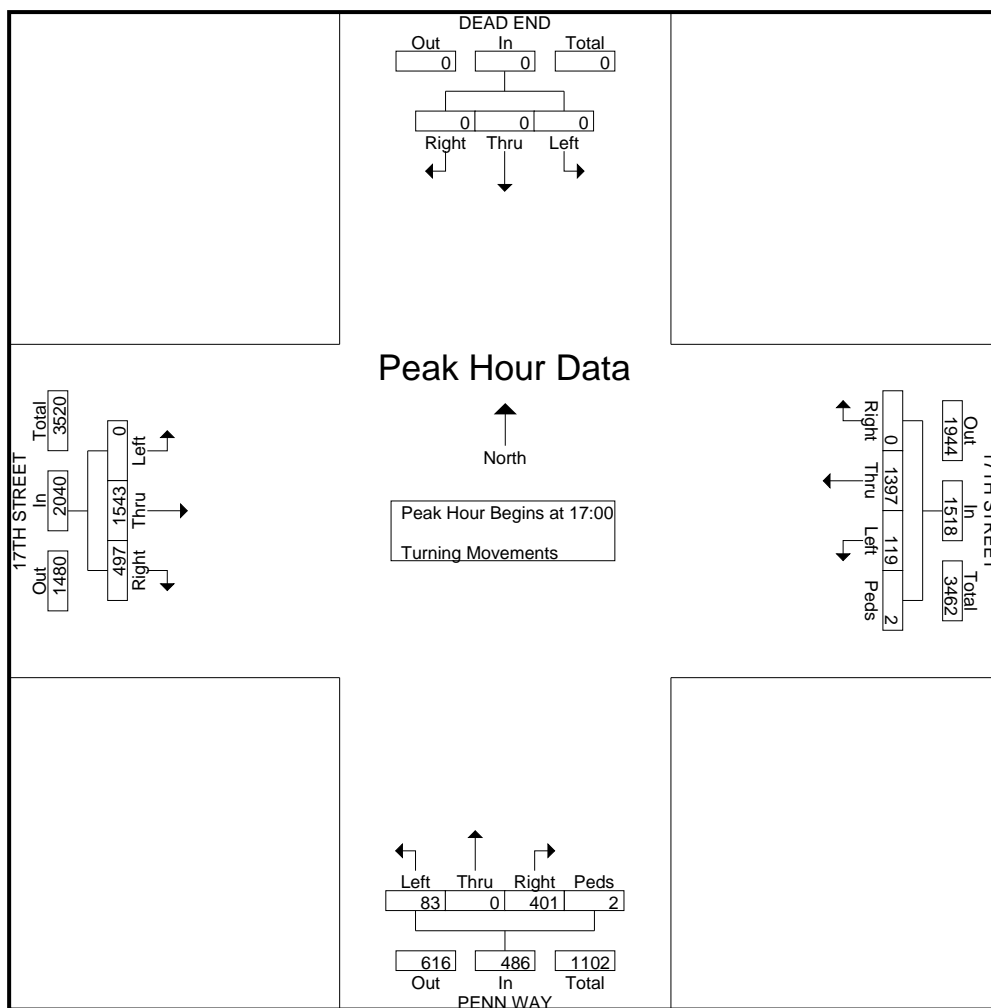 DEAD END
Out In Total
0 0 0
0 0 0
Right Thru Left
Peak Hour Data
North
Peak Hour Begins at 17:00
Turning Movements
17TH STREET
Total In Out
3520 2040 1480
0 1543 497
Left Thru Right
17TH STREET
Out In Total
1944 1518 3462
0 1397 119 2
Right Thru Left Peds
Left Thru Right Peds
83 0 401 2
616 486 1102
Out In Total
PENN WAY